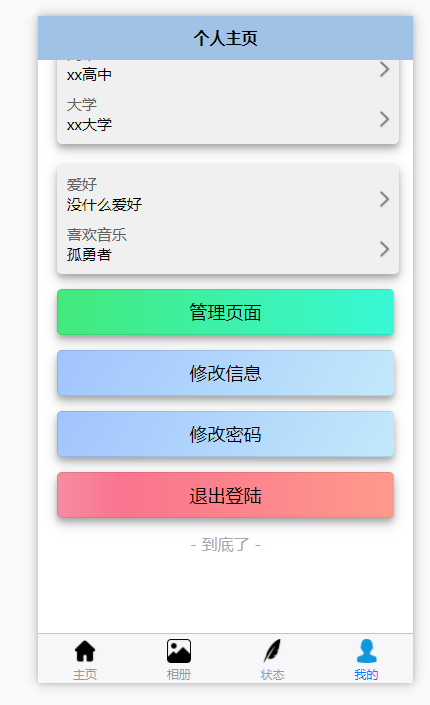 个人主页
xx高中
大学
xx大学
爱好
没什么爱好
喜欢音乐
孤勇者
管理页面
修改信息
修改密码
退出登陆
- 到底了 -
主页
相册
状态
我的